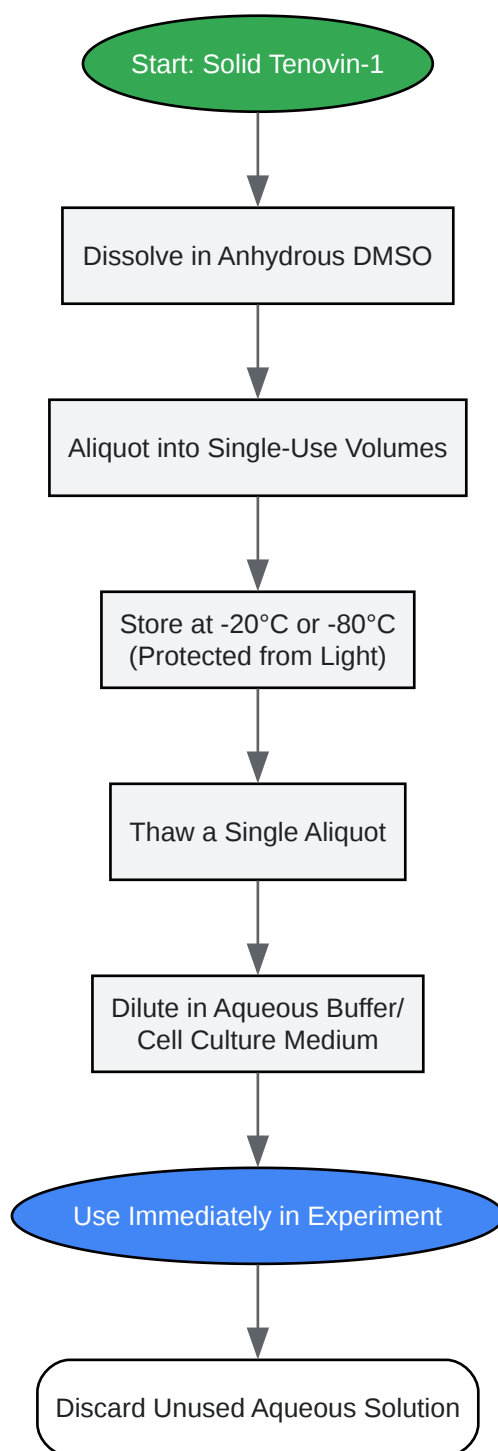 Start: Solid Tenovin-1
Dissolve in Anhydrous DMSO
Aliquot into Single-Use Volumes
Store at -20°C or -80°C
(Protected from Light)
Thaw a Single Aliquot
Dilute in Aqueous Buffer/
Cell Culture Medium
Use Immediately in Experiment
Discard Unused Aqueous Solution